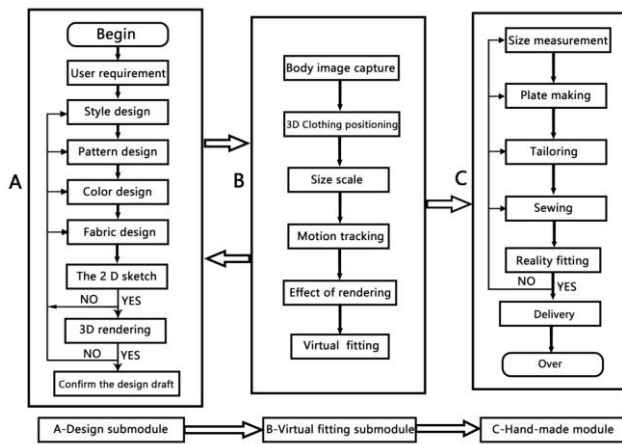 Begin
User requirement
Style design
Pattern design
Color design
Fabric design
The 2 D sketch
NO YES
3D rendering
NO YES
Confirm the design draft
A
Body image capture
3D Clothing positioning
Size scale
Motion tracking
Effect of rendering
Virtual fitting
B
Size measurement
Plate making
Tailoring
Sewing
Reality fitting
NO YES
Delivery
Over
C
A-Design submodule
B-Virtual fitting submodule
C-Hand-made module